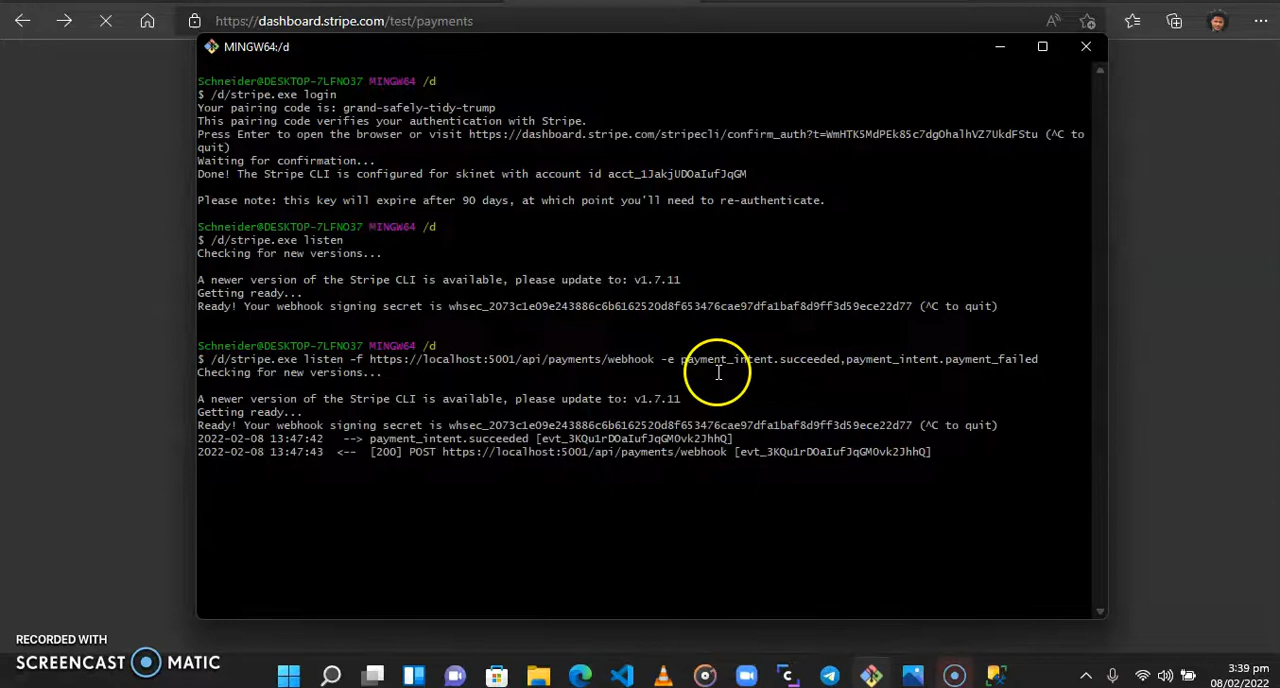 https://dashboard.stripe.com/test/payments
MINGW64:/d
Schneider@DESKTOP-7LFNO37 MINGW64 /d
$ /d/stripe.exe login
Your pairing code is: grand-safely-tidy-trump
This pairing code verifies your authentication with Stripe.
Press Enter to open the browser or visit https://dashboard.stripe.com/stripecli/confirm_auth?t=WmHTK5MdPEk85c7dgOhalhVZ7UkdFStu (^C to
quit)
Waiting for confirmation...
Done! The Stripe CLI is configured for skinet with account id acct_1JakjUDOaIufJqGM
Please note: this key will expire after 90 days, at which point you'll need to re-authenticate.
Schneider@DESKTOP-7LFNO37 MINGW64 /d
$ /d/stripe.exe listen
Checking for new versions...
A newer version of the Stripe CLI is available, please update to: v1.7.11
Getting ready...
Ready! Your webhook signing secret is whsec_2073c1e09e243886c6b6162520d8f653476cae97dfa1baf8d9ff3d59ece22d77 (^C to quit)
Schneider@DESKTOP-7LFNO37 MINGW64 /d
$ /d/stripe.exe listen -f https://localhost:5001/api/payments/webhook -e payment_intent.succeeded,payment_intent.payment_failed
Checking for new versions...
A newer version of the Stripe CLI is available, please update to: v1.7.11
Getting ready...
Ready! Your webhook signing secret is whsec_2073c1e09e243886c6b6162520d8f653476cae97dfa1baf8d9ff3d59ece22d77 (^C to quit)
2022-02-08 13:47:42 --> payment_intent.succeeded [evt_3KQu1rDOaIufJqGM0vk2JhhQ]
2022-02-08 13:47:43 <-- [200] POST https://localhost:5001/api/payments/webhook [evt_3KQu1rDOaIufJqGM0vk2JhhQ]
RECORDED WITH
SCREENCAST MATIC
3:39 pm
08/02/2022